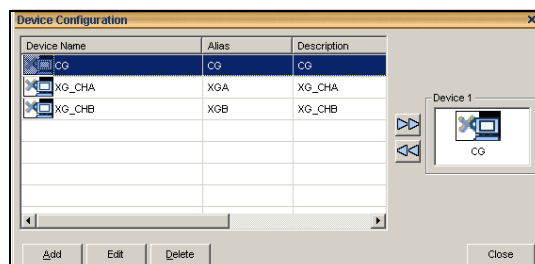 Device Configuration
Device Name Alias Description
CG CG CG
XG_CHA XGA XG_CHA
XG_CHB XGB XG_CHB
Device 1
CG
Add Edit Delete Close